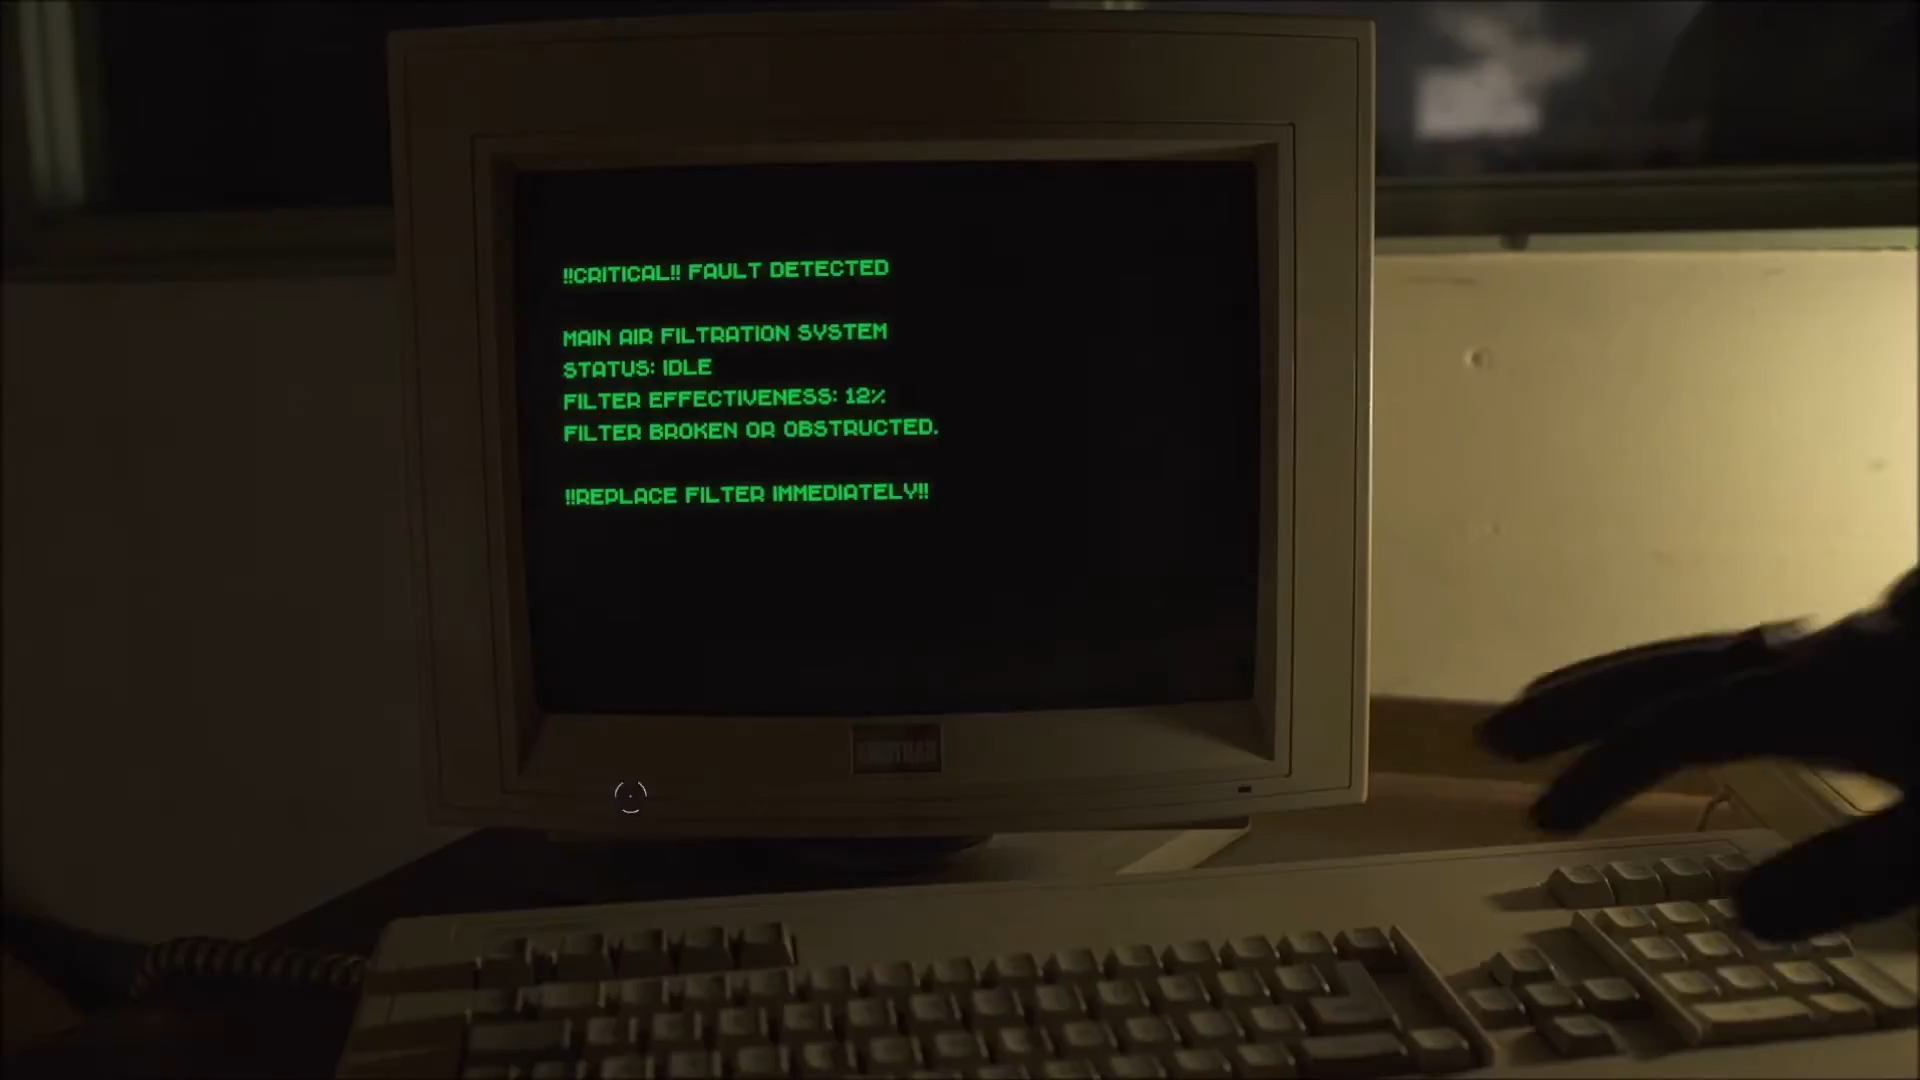 !!CRITICAL!! FAULT DETECTED
MAIN AIR FILTRATION SYSTEM
STATUS: IDLE
FILTER EFFECTIVENESS: 12%
FILTER BROKEN OR OBSTRUCTED.
!!REPLACE FILTER IMMEDIATELY!!